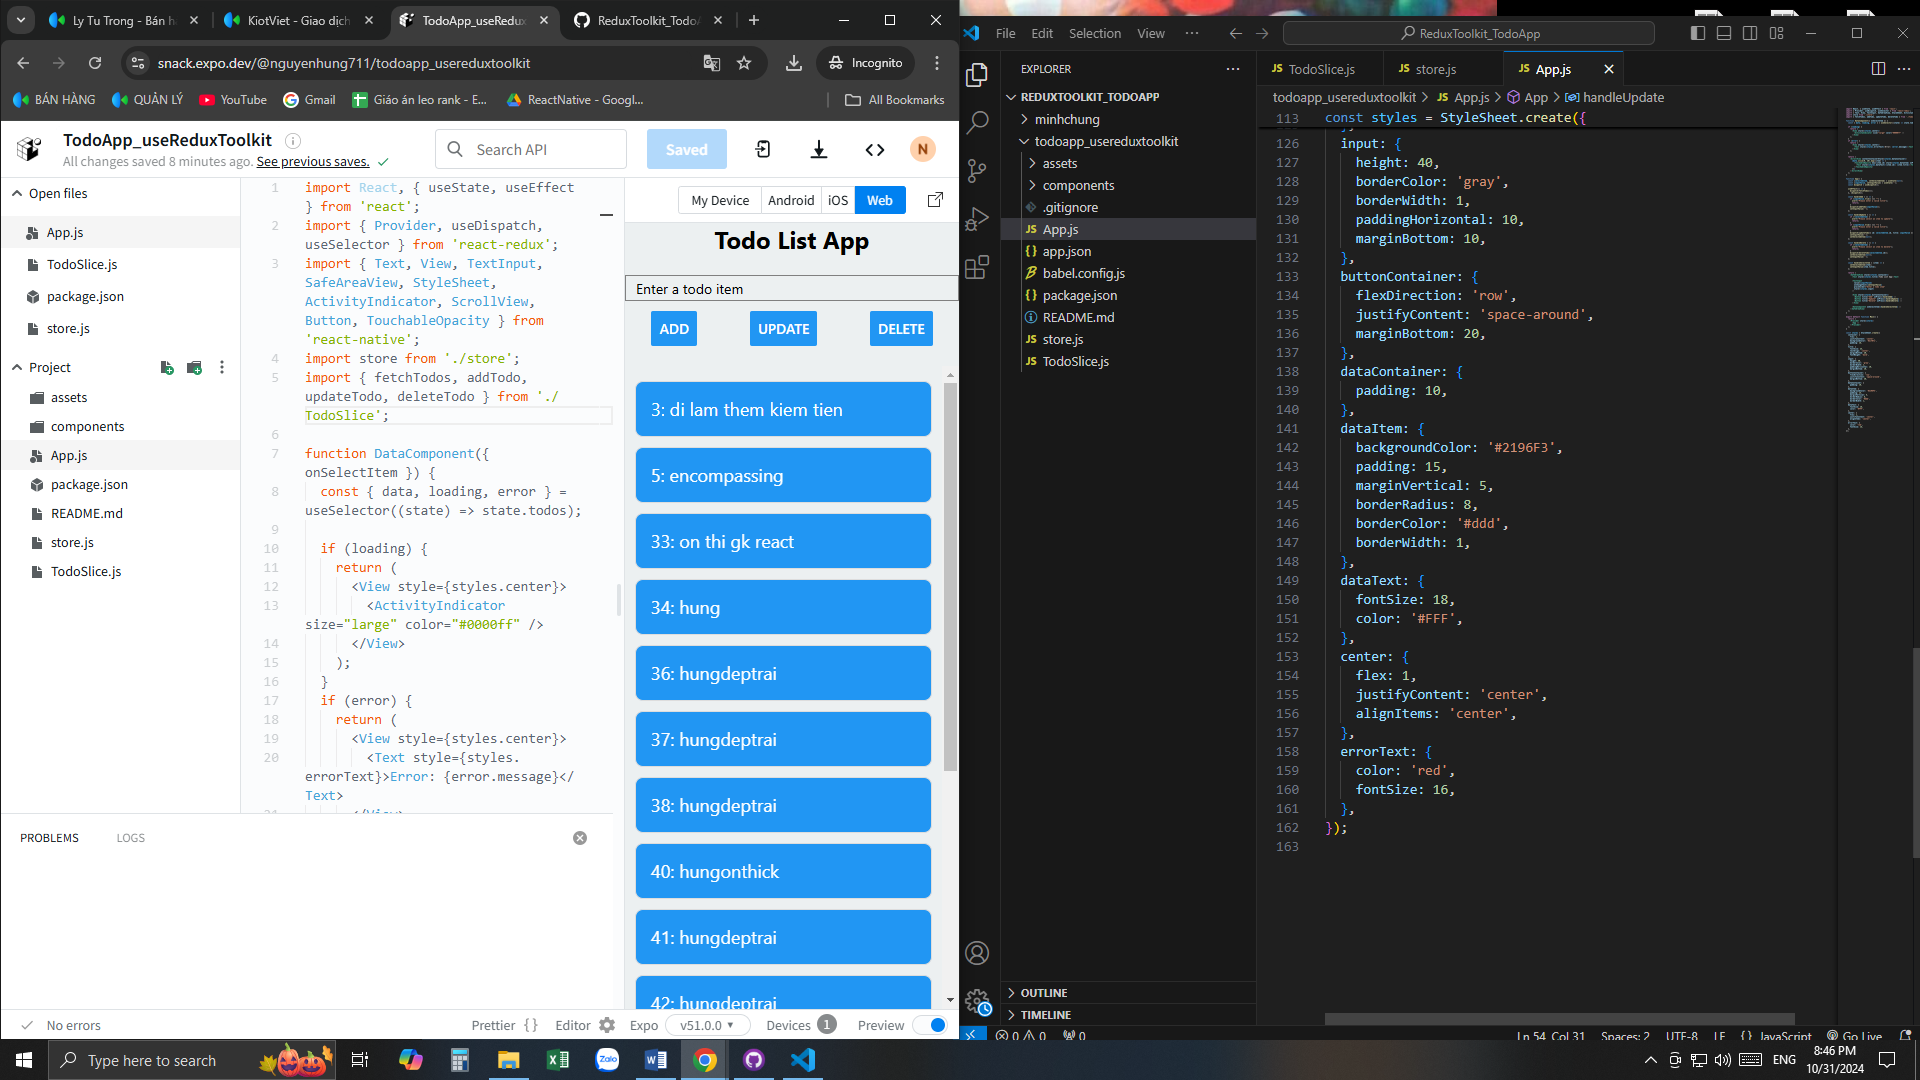 Ly Tu Trong - Bán h
KiotViet - Giao dịch
TodoApp_useRedux
ReduxToolkit_Todo
snack.expo.dev/@nguyenhung711/todoapp_usereduxtoolkit
Incognito
BÁN HÀNG
QUẢN LÝ
YouTube
Gmail
Giáo án leo rank - E...
ReactNative - Googl...
All Bookmarks
TodoApp_useReduxToolkit
All changes saved 8 minutes ago. See previous saves.
Search API
Saved
N
Open files
App.js
TodoSlice.js
package.json
store.js
Project
assets
components
App.js
package.json
README.md
store.js
TodoSlice.js
1 import React, { useState, useEffect
} from 'react';
2 import { Provider, useDispatch,
useSelector } from 'react-redux';
3 import { Text, View, TextInput,
SafeAreaView, StyleSheet,
ActivityIndicator, ScrollView,
Button, TouchableOpacity } from
'react-native';
4 import store from './store';
5 import { fetchTodos, addTodo,
updateTodo, deleteTodo } from './
TodoSlice';
6
7 function DataComponent({
onSelectItem }) {
8 const { data, loading, error } =
useSelector((state) => state.todos);
9
10 if (loading) {
11 return (
12 <View style={styles.center}>
13 <ActivityIndicator
size="large" color="#0000ff" />
14 </View>
15 );
16 }
17 if (error) {
18 return (
19 <View style={styles.center}>
20 <Text style={styles.
errorText}>Error: {error.message}</
Text>
My Device
Android
iOS
Web
Todo List App
Enter a todo item
ADD
UPDATE
DELETE
3: di lam them kiem tien
5: encompassing
33: on thi gk react
34: hung
36: hungdeptrai
37: hungdeptrai
38: hungdeptrai
40: hungonthick
41: hungdeptrai
42: hungdeptrai
PROBLEMS
LOGS
No errors
Prettier { }
Editor
Expo
v51.0.0
Devices 1
Preview
File
Edit
Selection
View
ReduxToolkit_TodoApp
EXPLORER
REDUXTOOLKIT_TODOAPP
minhchung
todoapp_usereduxtoolkit
assets
components
.gitignore
JS App.js
{} app.json
babel.config.js
{} package.json
README.md
JS store.js
JS TodoSlice.js
OUTLINE
TIMELINE
JS TodoSlice.js
JS store.js
JS App.js
todoapp_usereduxtoolkit > JS App.js > App > handleUpdate
113 const styles = StyleSheet.create({
126 input: {
127 height: 40,
128 borderColor: 'gray',
129 borderWidth: 1,
130 paddingHorizontal: 10,
131 marginBottom: 10,
132 },
133 buttonContainer: {
134 flexDirection: 'row',
135 justifyContent: 'space-around',
136 marginBottom: 20,
137 },
138 dataContainer: {
139 padding: 10,
140 },
141 dataItem: {
142 backgroundColor: '#2196F3',
143 padding: 15,
144 marginVertical: 5,
145 borderRadius: 8,
146 borderColor: '#ddd',
147 borderWidth: 1,
148 },
149 dataText: {
150 fontSize: 18,
151 color: '#FFF',
152 },
153 center: {
154 flex: 1,
155 justifyContent: 'center',
156 alignItems: 'center',
157 },
158 errorText: {
159 color: 'red',
160 fontSize: 16,
161 },
162 });
163
0 0
0
Ln 54, Col 31
Spaces: 2
UTF-8
LF
{} JavaScript
Go Live
Type here to search
ENG
8:46 PM
10/31/2024